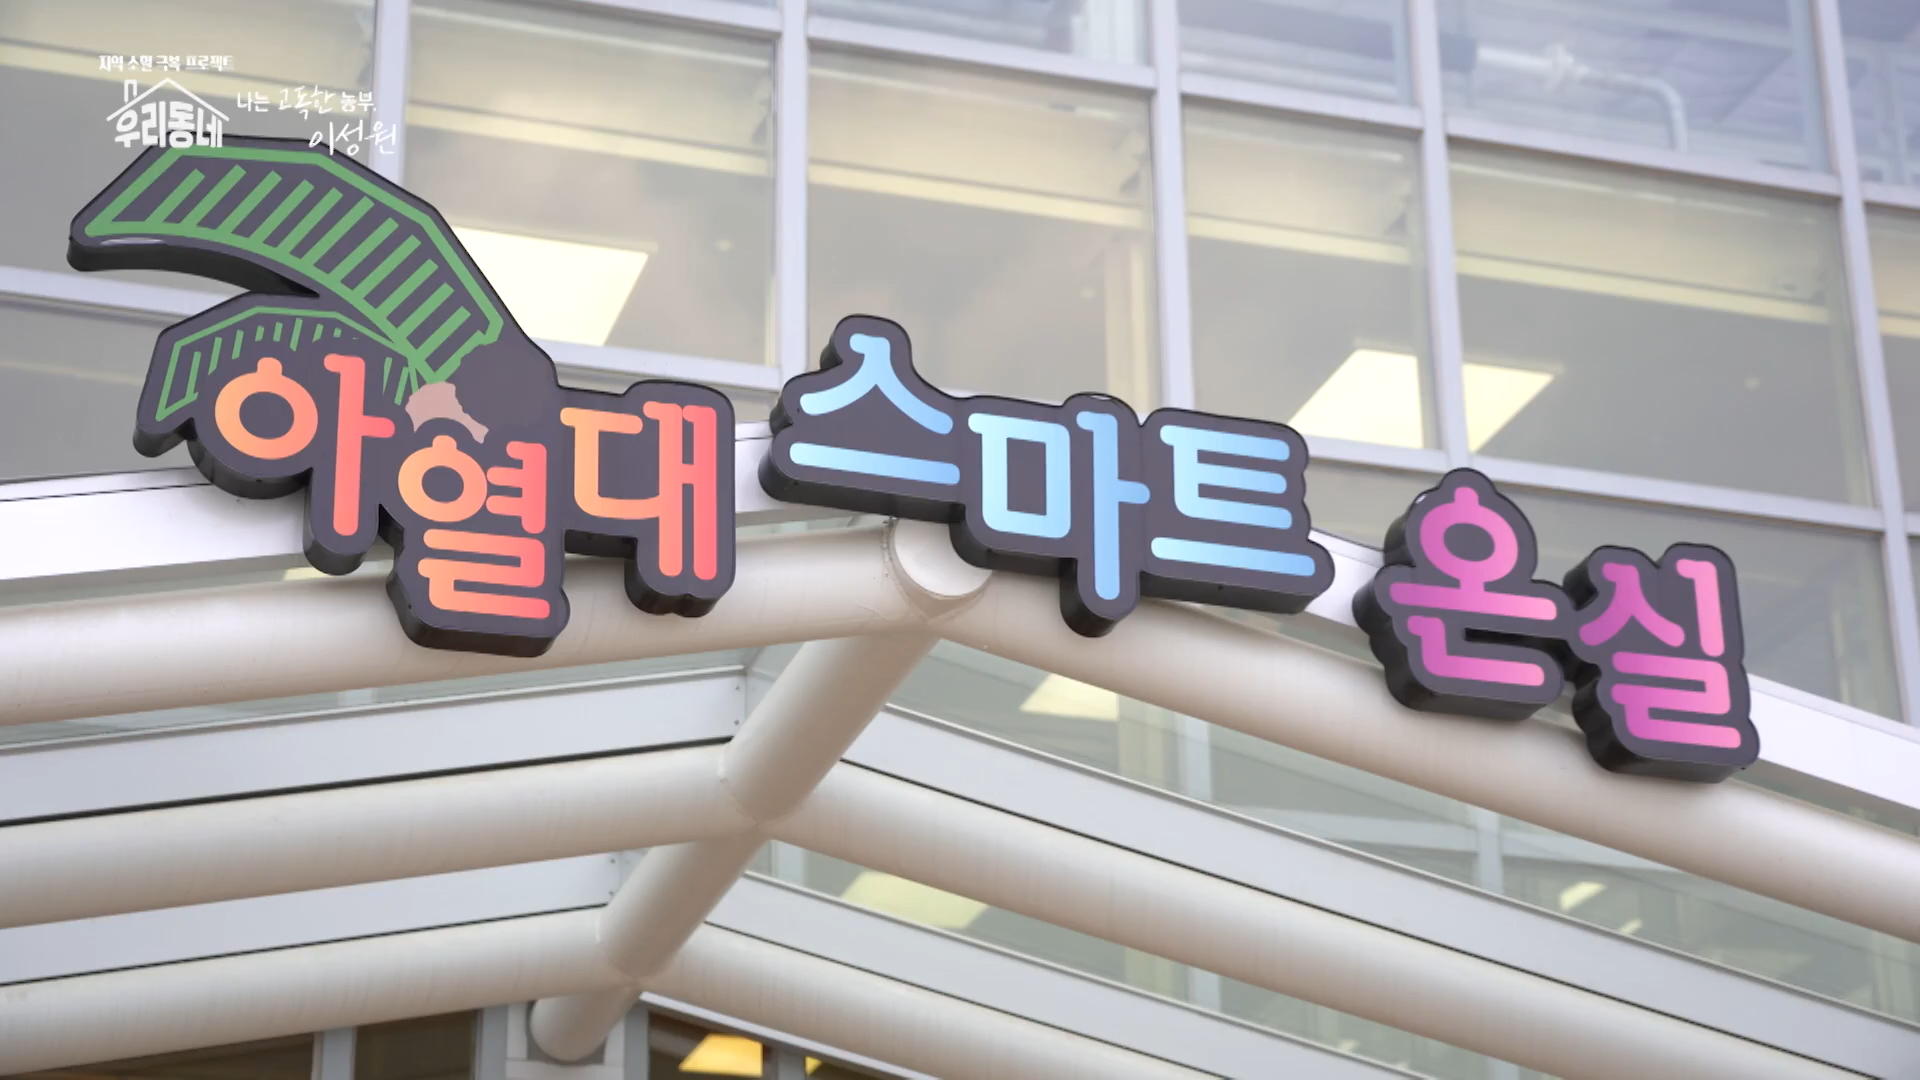 지역 소멸 극복 프로젝트
우리동네
나는 고독한 농부,
이성원
아열대 스마트 온실